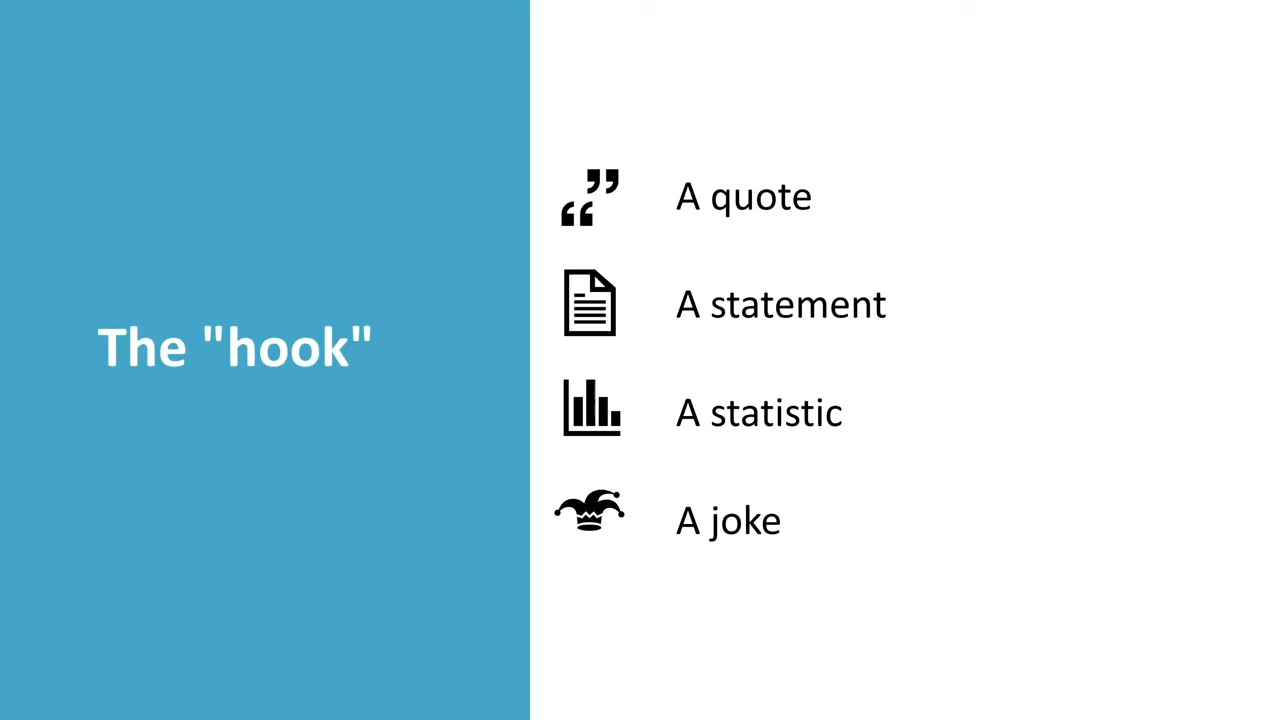 The "hook"
A quote
A statement
A statistic
A joke